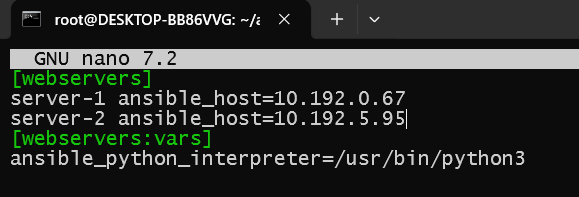 root@DESKTOP-BB86VVG: ~/a
GNU nano 7.2
[webservers]
server-1 ansible_host=10.192.0.67
server-2 ansible_host=10.192.5.95
[webservers:vars]
ansible_python_interpreter=/usr/bin/python3